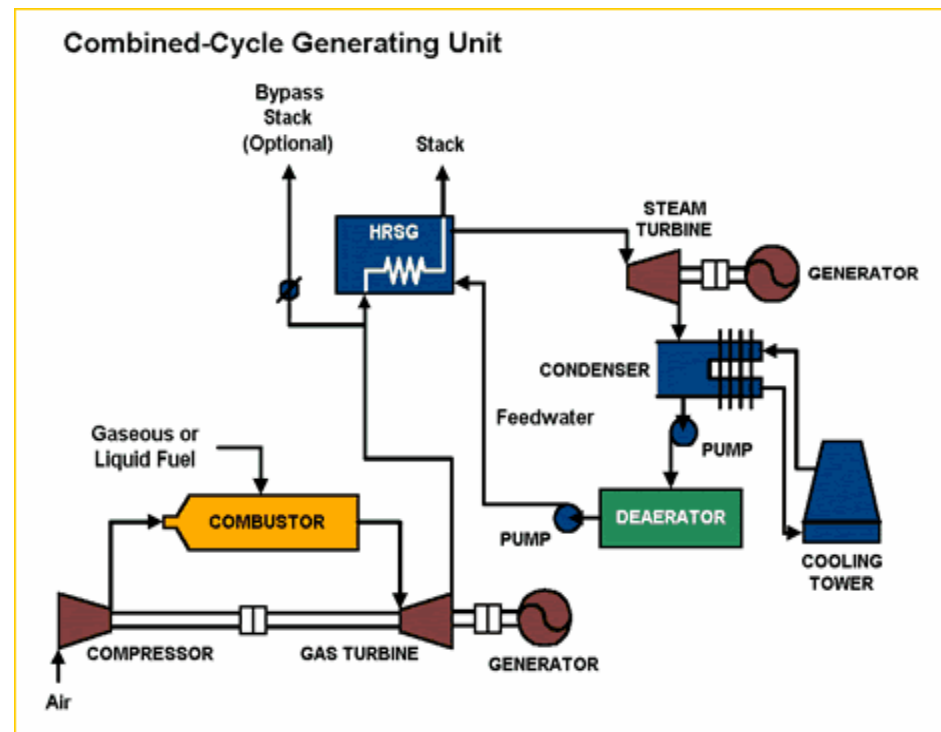 Combined-Cycle Generating Unit
Bypass
Stack
(Optional)
Stack
HRSG
STEAM
TURBINE
GENERATOR
CONDENSER
Feedwater
PUMP
Gaseous or
Liquid Fuel
COMBUSTOR
PUMP
DEAERATOR
COOLING
TOWER
COMPRESSOR
GAS TURBINE
GENERATOR
Air